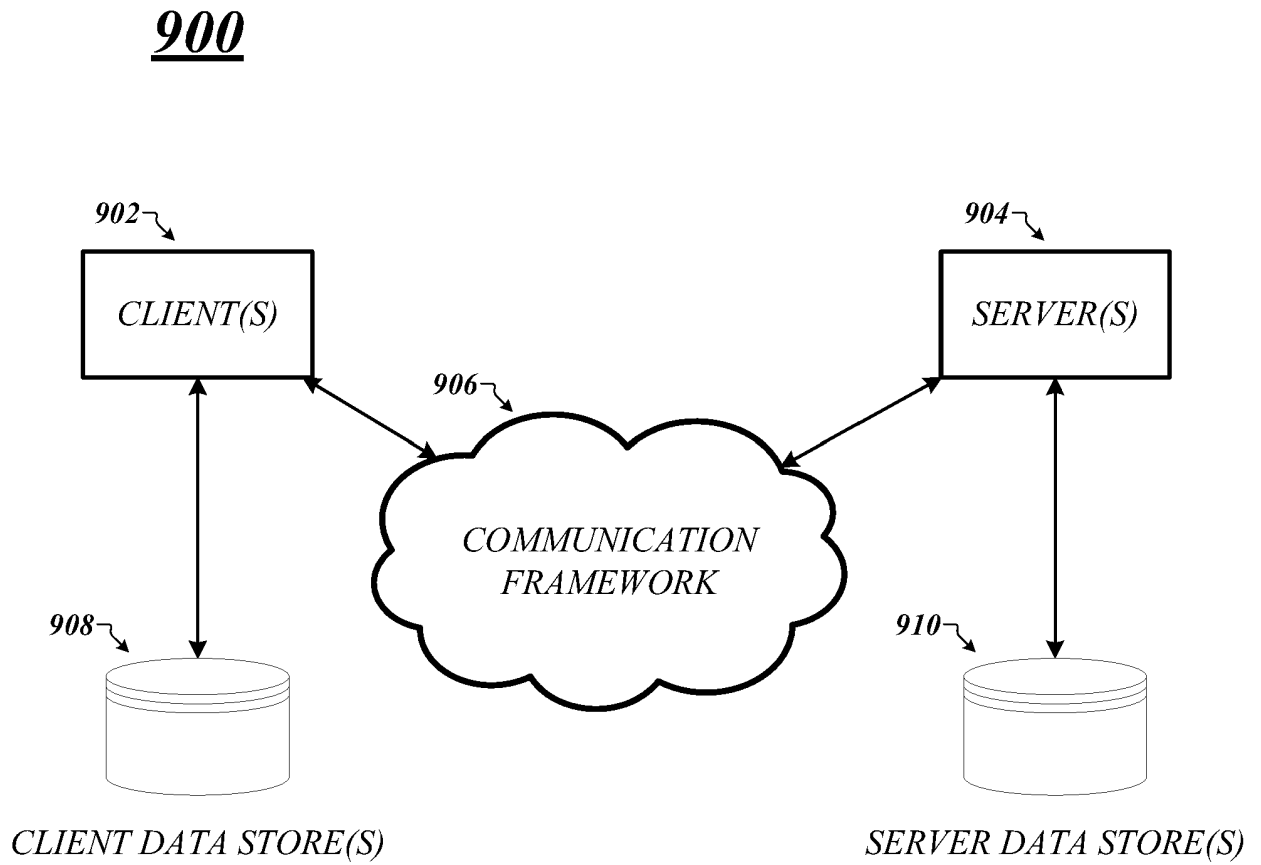 900
902
904
CLIENT(S)
SERVER(S)
906
COMMUNICATION
FRAMEWORK
908
910
CLIENT DATA STORE(S)
SERVER DATA STORE(S)